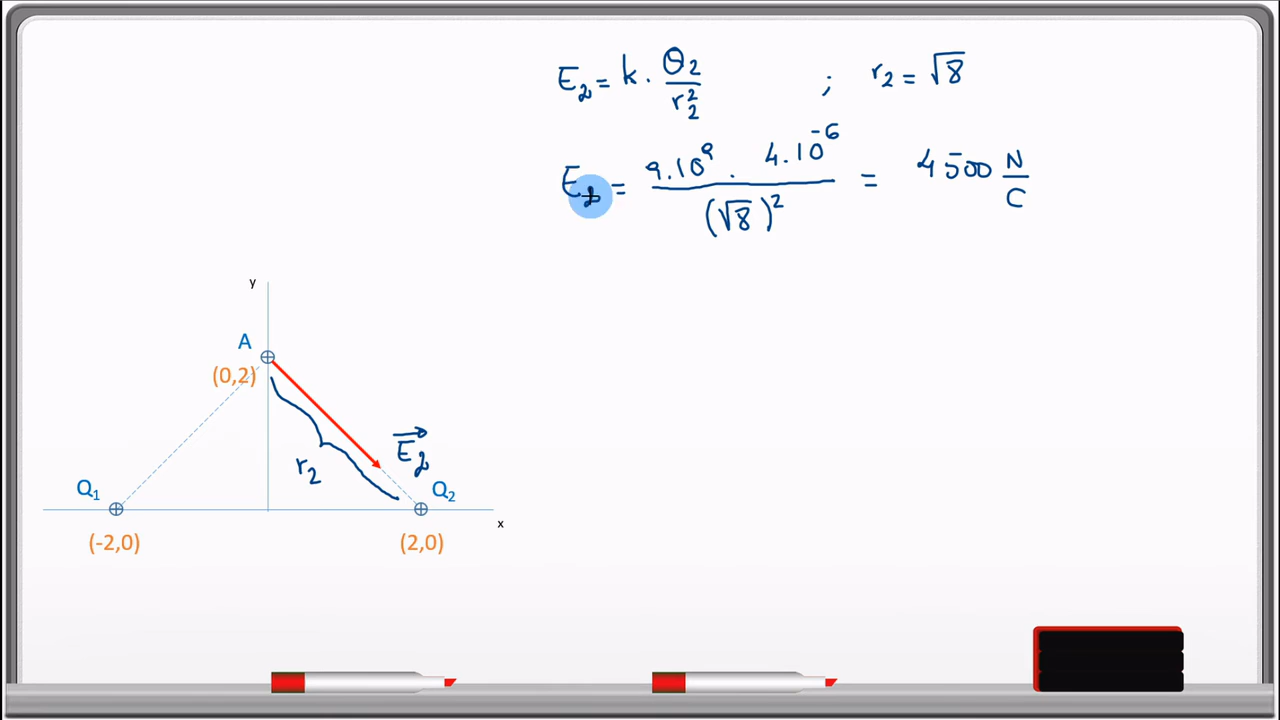 E₂ = k · Q₂/r₂² ; r₂ = √8
E₂ = 9.10⁹ . 4.10⁻⁶ / (√8)² = 4500 N/C
y
A
(0,2)
E₂
r₂
Q₁
Q₂
x
(-2,0)
(2,0)